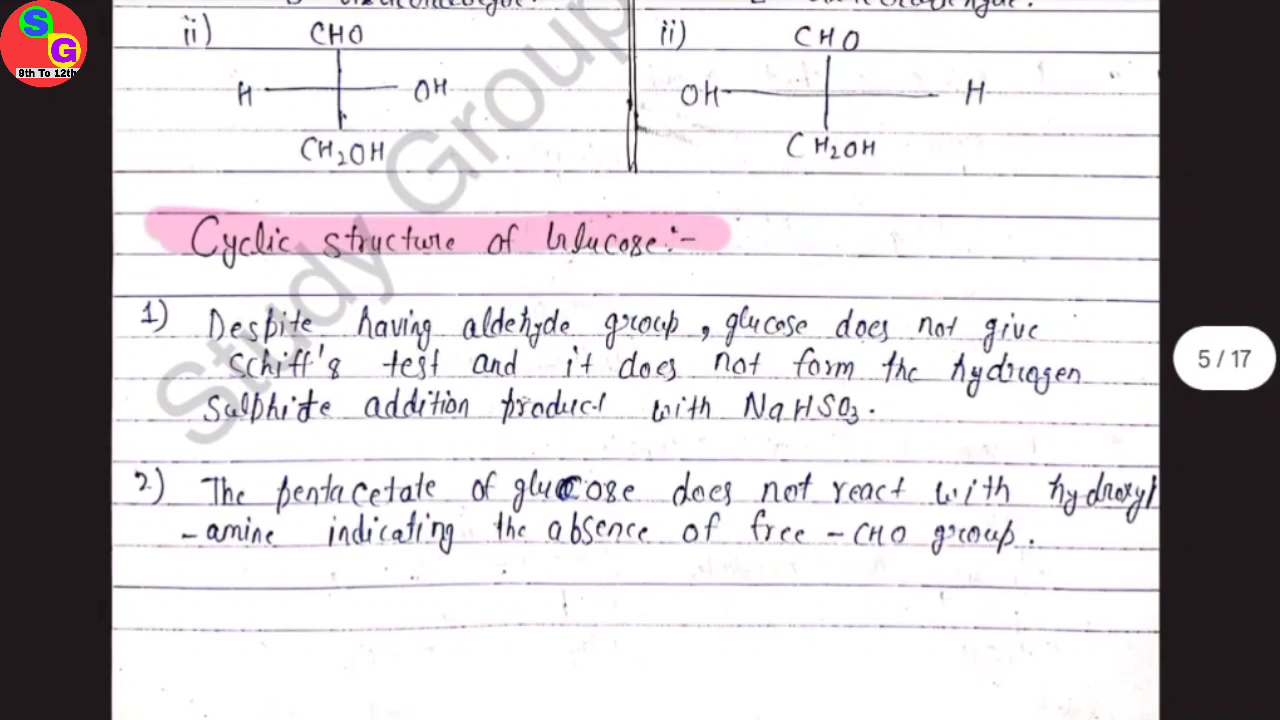 SG
9th To 12th
ii) CHO
ii) CHO
H OH
OH H
CH2OH
CH2OH
Study Group
Cyclic structure of Glucose:-
1) Despite having aldehyde group, glucose does not give
Schiff's test and it does not form the hydrogen
Sulphite addition product with NaHSO3.
2) The pentacetate of glucose does not react with hydroxyl
-amine indicating the absence of free -CHO group.
5 / 17